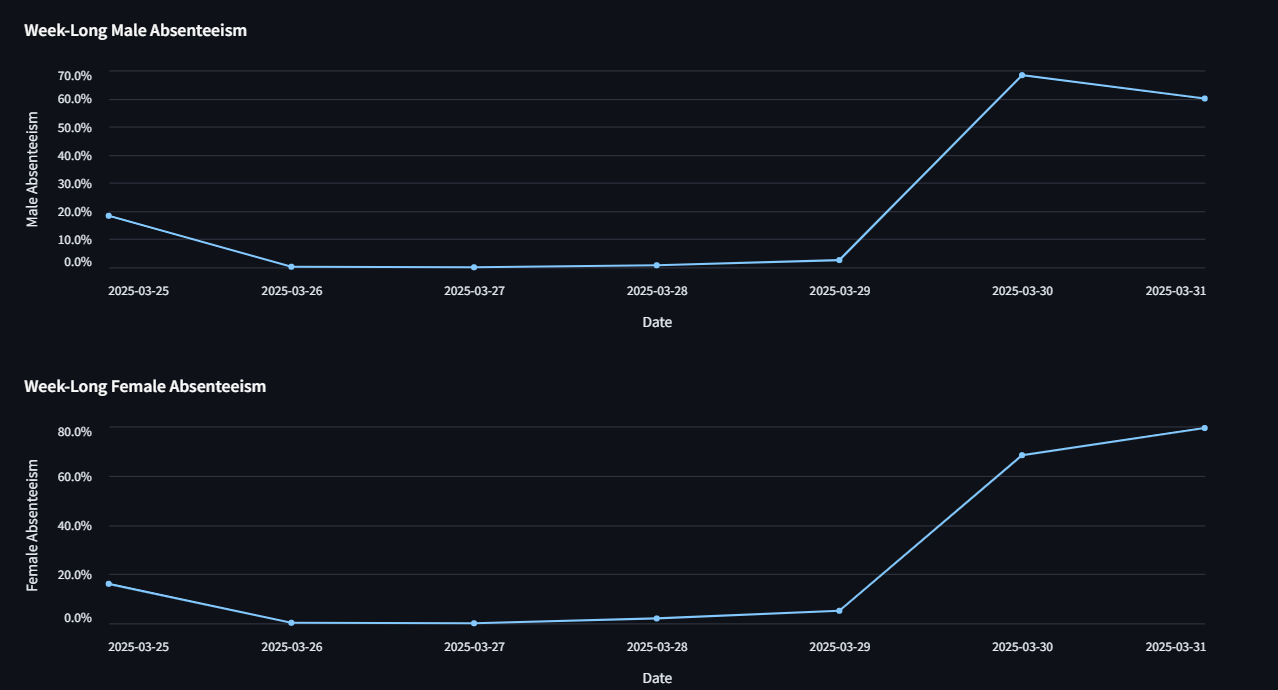 Week-Long Male Absenteeism
70.0%
60.0%
50.0%
40.0%
30.0%
20.0%
10.0%
0.0%
Male Absenteeism
2025-03-25 2025-03-26 2025-03-27 2025-03-28 2025-03-29 2025-03-30 2025-03-31
Date
Week-Long Female Absenteeism
80.0%
60.0%
40.0%
20.0%
0.0%
Female Absenteeism
2025-03-25 2025-03-26 2025-03-27 2025-03-28 2025-03-29 2025-03-30 2025-03-31
Date